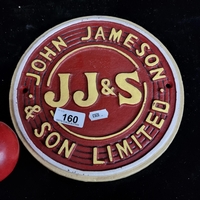 JOHN JAMESON
JJ&S
160
& SON LIMITED